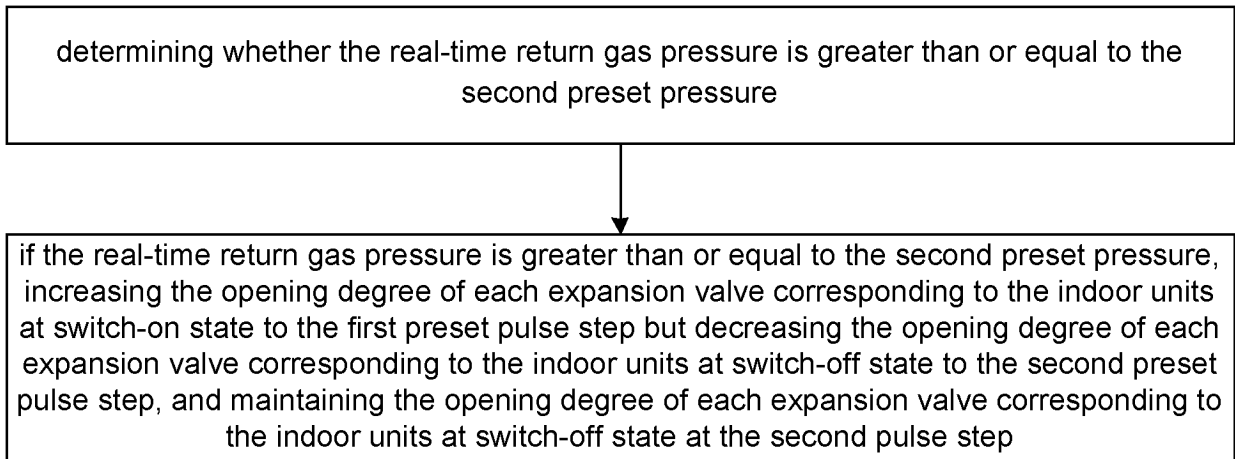 determining whether the real-time return gas pressure is greater than or equal to the
second preset pressure
if the real-time return gas pressure is greater than or equal to the second preset pressure,
increasing the opening degree of each expansion valve corresponding to the indoor units
at switch-on state to the first preset pulse step but decreasing the opening degree of each
expansion valve corresponding to the indoor units at switch-off state to the second preset
pulse step, and maintaining the opening degree of each expansion valve corresponding to
the indoor units at switch-off state at the second pulse step